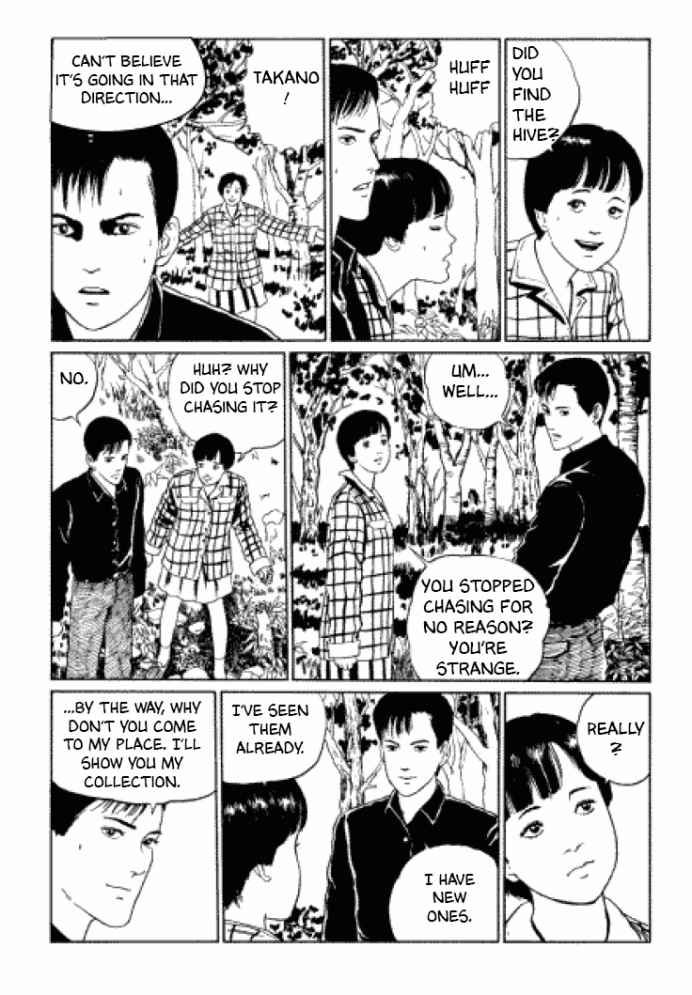 CAN'T BELIEVE
IT'S GOING IN THAT
DIRECTION...
TAKANO
!
HUFF
HUFF
DID
YOU
FIND
THE
HIVE?
NO.
HUH? WHY
DID YOU STOP
CHASING IT?
UM...
WELL...
YOU STOPPED
CHASING FOR
NO REASON?
YOU'RE
STRANGE.
...BY THE WAY, WHY
DON'T YOU COME
TO MY PLACE. I'LL
SHOW YOU MY
COLLECTION.
I'VE SEEN
THEM
ALREADY.
I HAVE
NEW
ONES.
REALLY
?